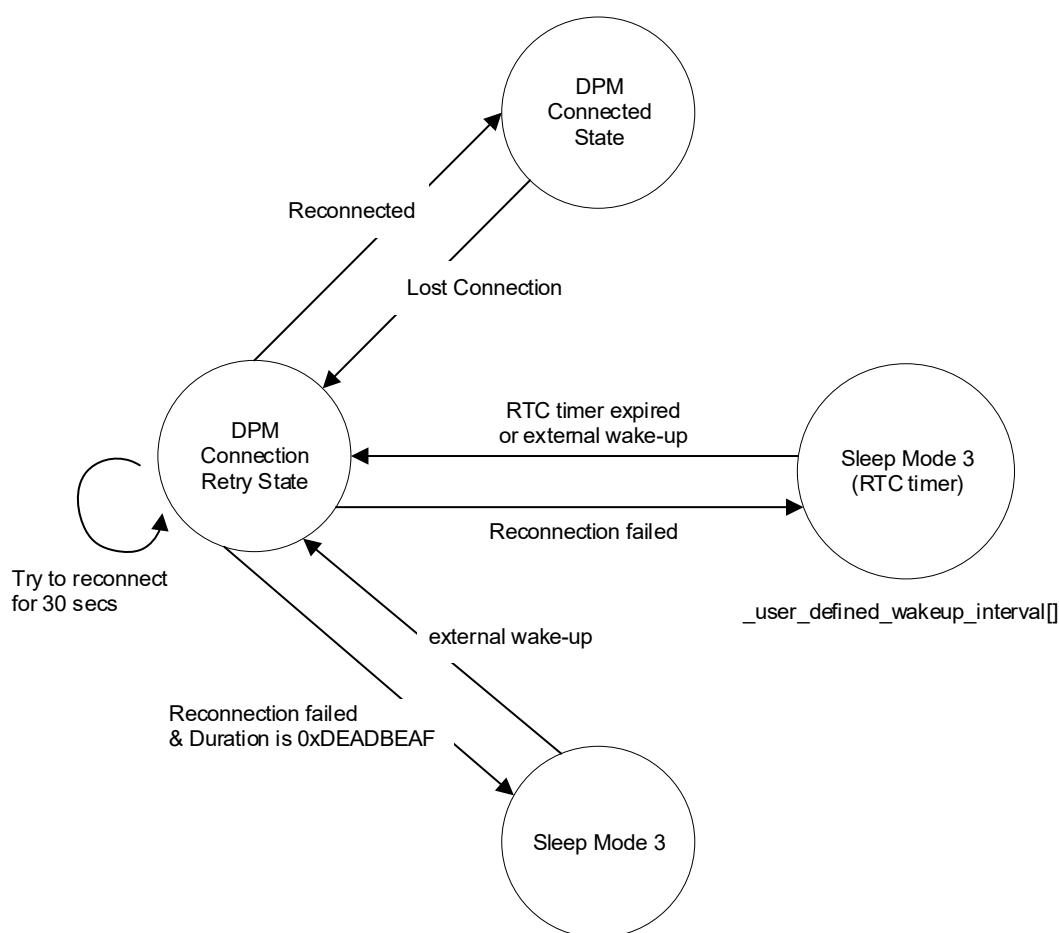 DPM
Connected
State
Reconnected
Lost Connection
DPM
Connection
Retry State
RTC timer expired
or external wake-up
Sleep Mode 3
(RTC timer)
Reconnection failed
Try to reconnect
for 30 secs
_user_defined_wakeup_interval[]
external wake-up
Reconnection failed
& Duration is 0xDEADBEAF
Sleep Mode 3